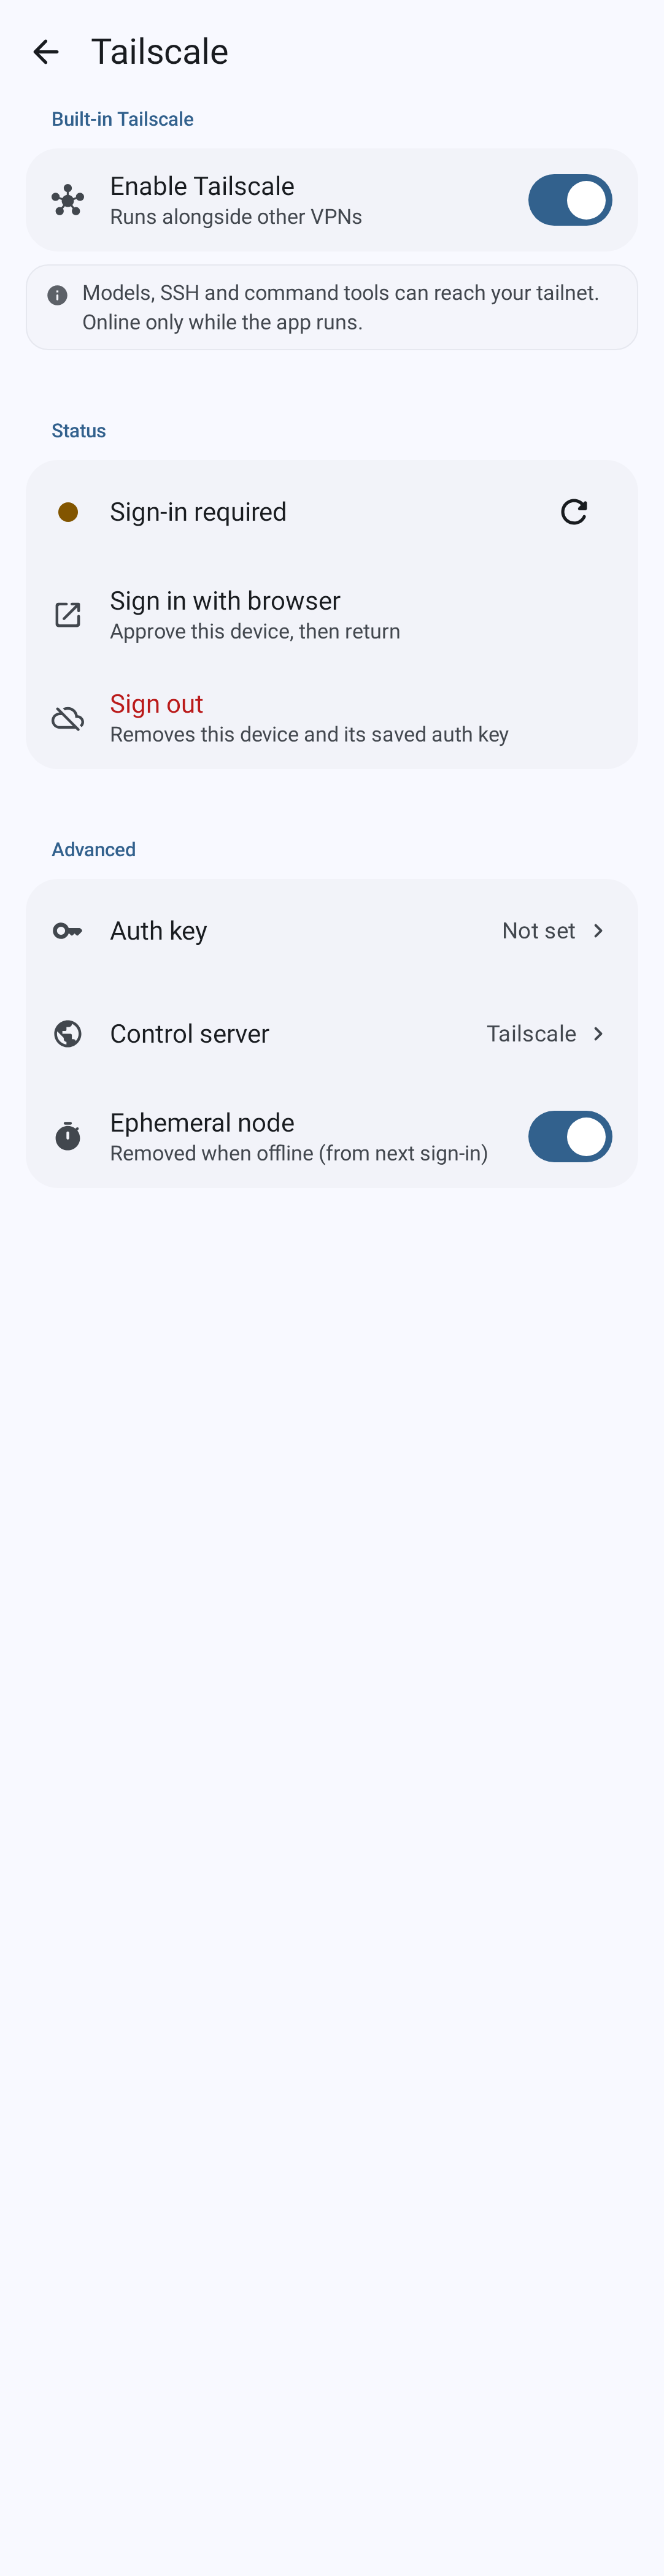 Tailscale
Built-in Tailscale
Enable Tailscale
Runs alongside other VPNs
Models, SSH and command tools can reach your tailnet.
Online only while the app runs.
Status
Sign-in required
Sign in with browser
Approve this device, then return
Sign out
Removes this device and its saved auth key
Advanced
Auth key
Not set
Control server
Tailscale
Ephemeral node
Removed when offline (from next sign-in)